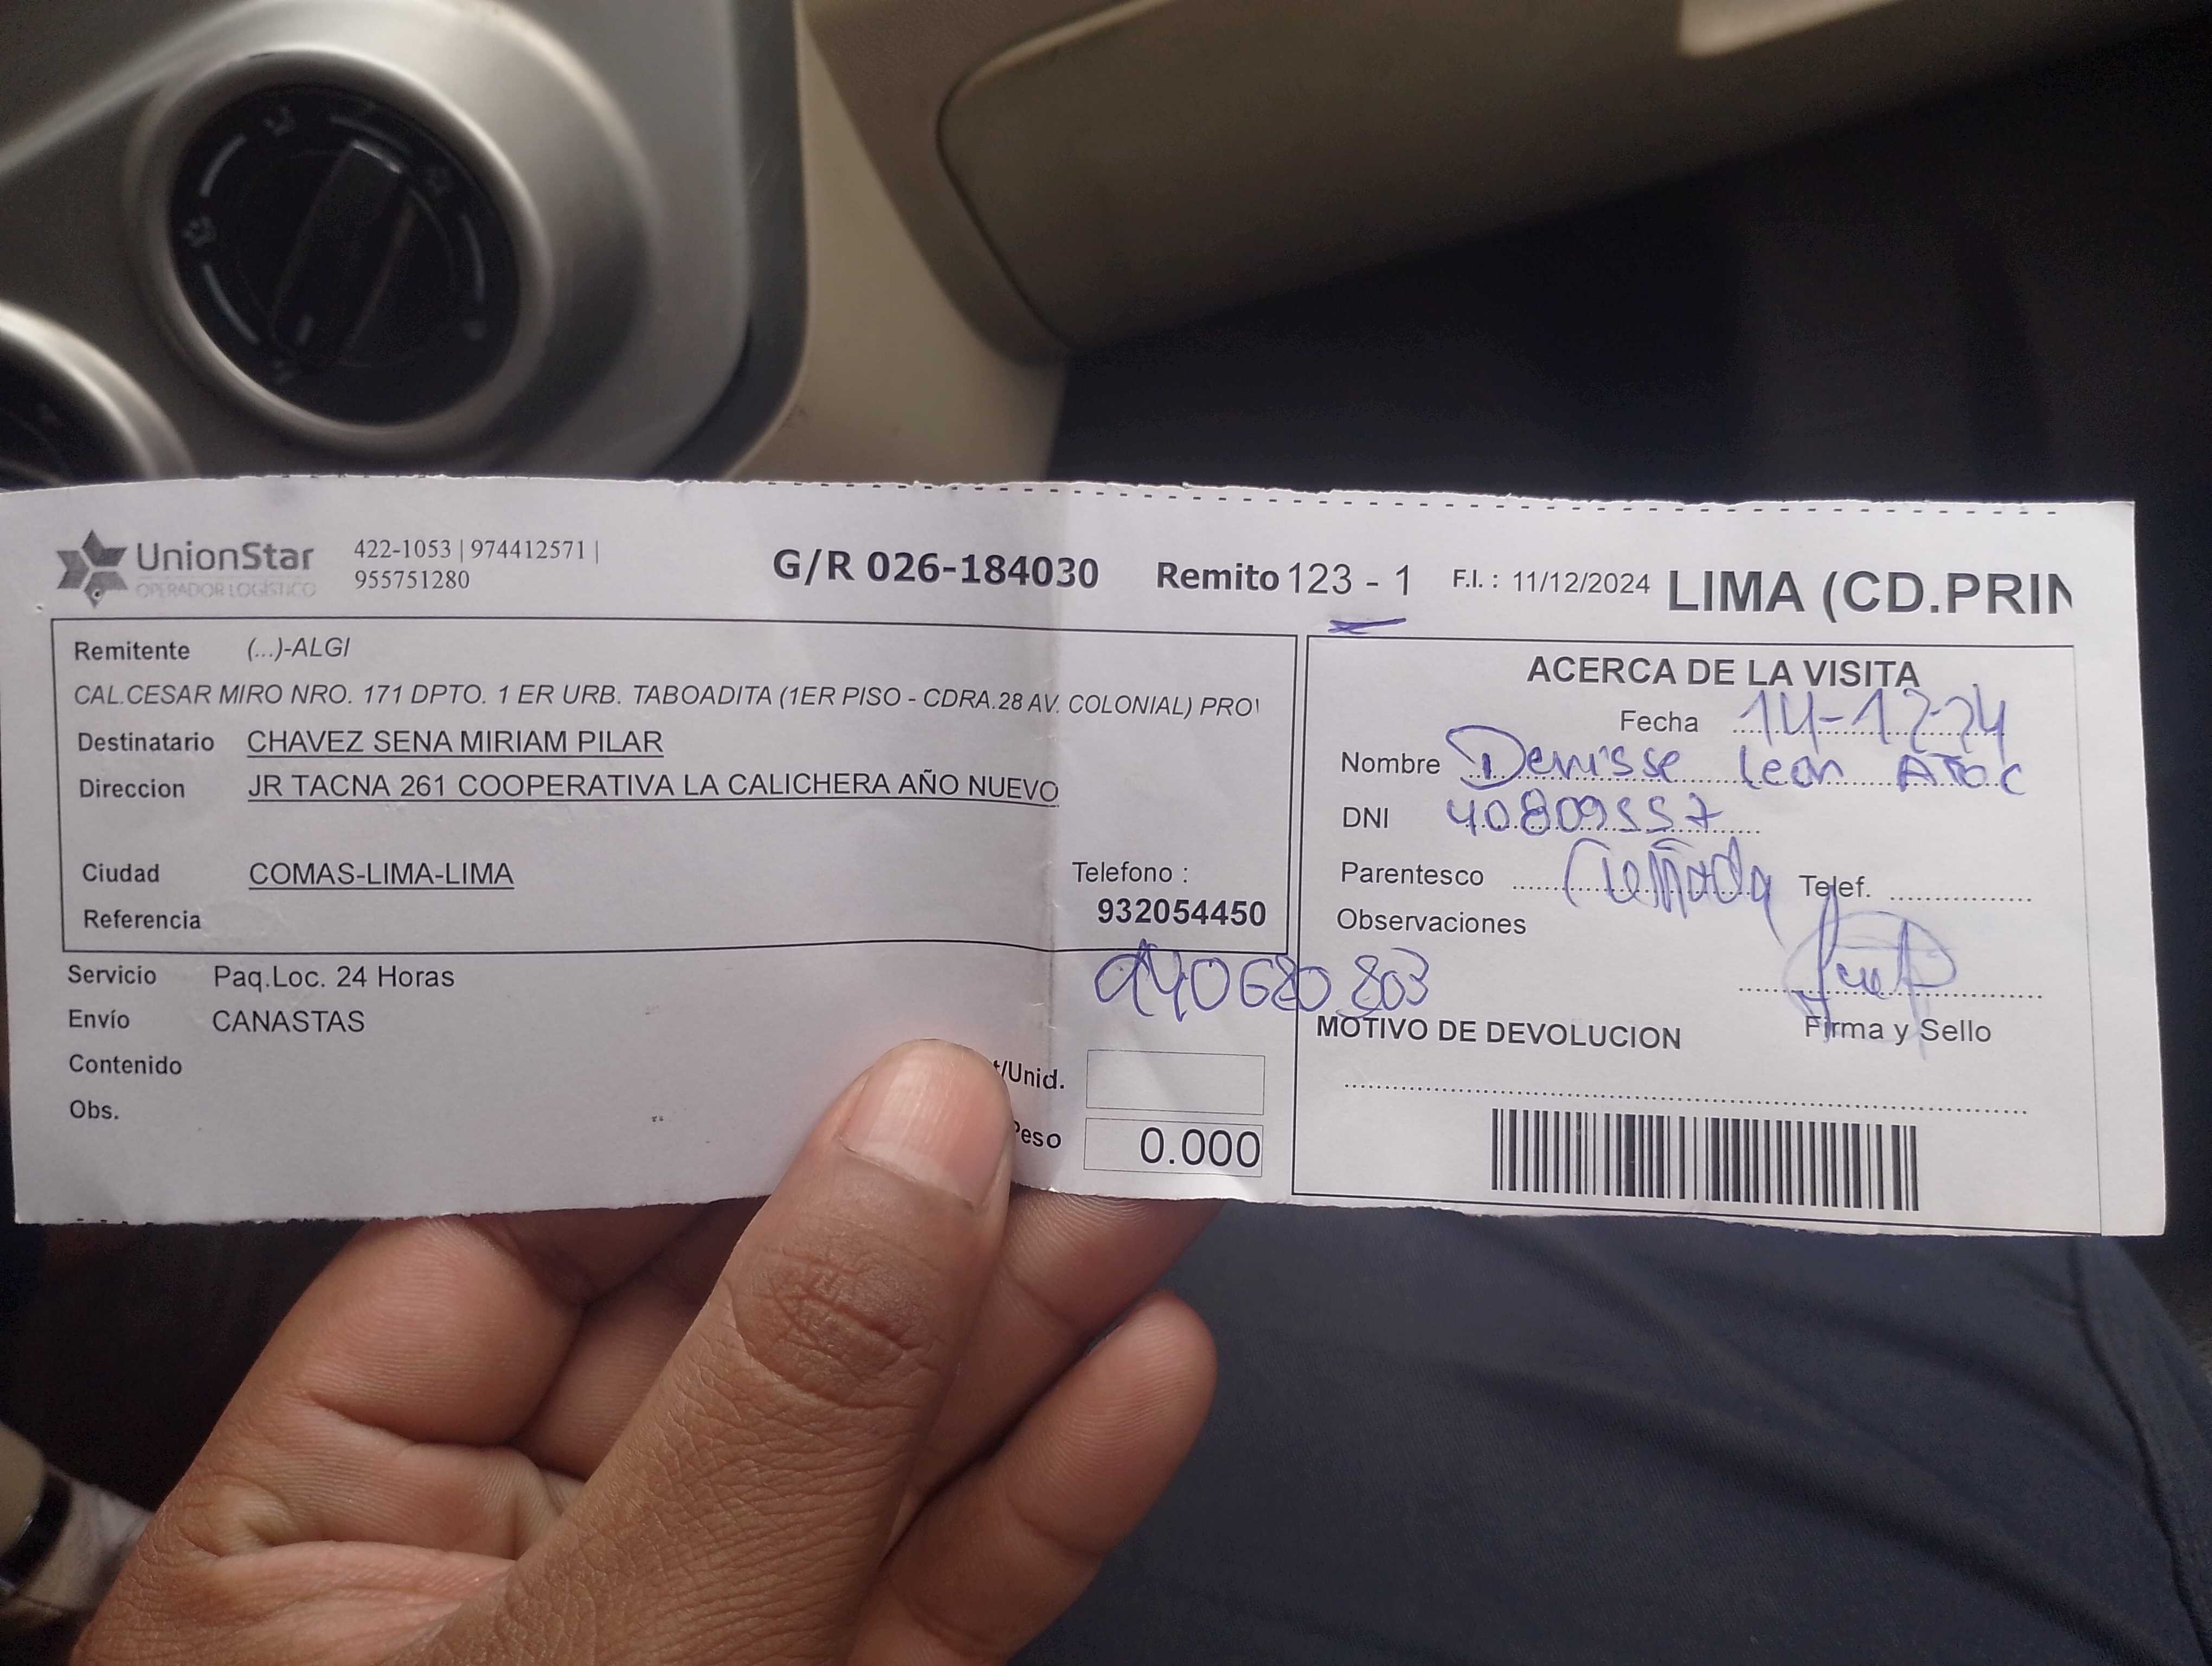 UnionStar
OPERADOR LOGÍSTICO
422-1053 | 974412571 |
955751280
G/R 026-184030
Remito 123 - 1
F.I. : 11/12/2024
LIMA (CD.PRIN
Remitente (...)-ALGI
CAL.CESAR MIRO NRO. 171 DPTO. 1 ER URB. TABOADITA (1ER PISO - CDRA.28 AV. COLONIAL) PRO
Destinatario CHAVEZ SENA MIRIAM PILAR
Direccion JR TACNA 261 COOPERATIVA LA CALICHERA AÑO NUEVO
Ciudad COMAS-LIMA-LIMA
Telefono :
932054450
Referencia
Servicio Paq.Loc. 24 Horas
940680803
Envío CANASTAS
Contenido
t/Unid.
Obs.
Peso 0.000
ACERCA DE LA VISITA
Fecha 14-12-24
Nombre Denisse Leon
DNI 40809557
Parentesco Cuñada Telef.
Observaciones
Firma y Sello
MOTIVO DE DEVOLUCION